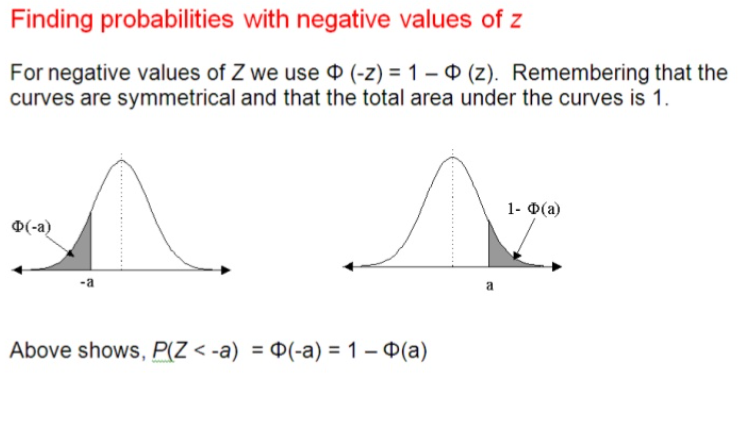 Finding probabilities with negative values of z
For negative values of Z we use Φ (-z) = 1 – Φ (z).  Remembering that the
curves are symmetrical and that the total area under the curves is 1.
Φ(-a)
-a
1- Φ(a)
a
Above shows, P(Z < -a)  = Φ(-a) = 1 – Φ(a)